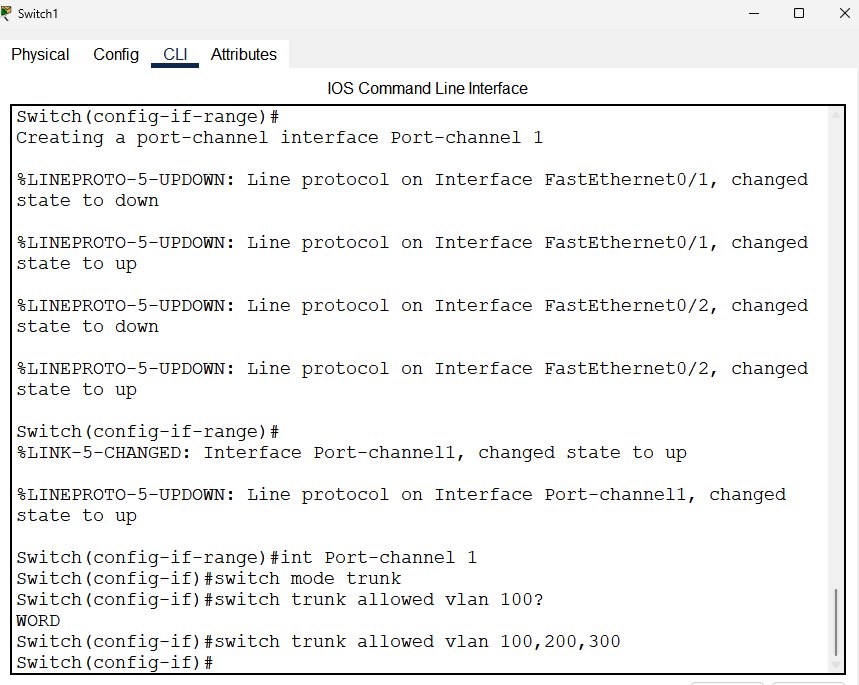 Switch1
Physical Config CLI Attributes
IOS Command Line Interface
Switch(config-if-range)#
Creating a port-channel interface Port-channel 1
%LINEPROTO-5-UPDOWN: Line protocol on Interface FastEthernet0/1, changed
state to down
%LINEPROTO-5-UPDOWN: Line protocol on Interface FastEthernet0/1, changed
state to up
%LINEPROTO-5-UPDOWN: Line protocol on Interface FastEthernet0/2, changed
state to down
%LINEPROTO-5-UPDOWN: Line protocol on Interface FastEthernet0/2, changed
state to up
Switch(config-if-range)#
%LINK-5-CHANGED: Interface Port-channel1, changed state to up
%LINEPROTO-5-UPDOWN: Line protocol on Interface Port-channel1, changed
state to up
Switch(config-if-range)#int Port-channel 1
Switch(config-if)#switch mode trunk
Switch(config-if)#switch trunk allowed vlan 100?
WORD
Switch(config-if)#switch trunk allowed vlan 100,200,300
Switch(config-if)#